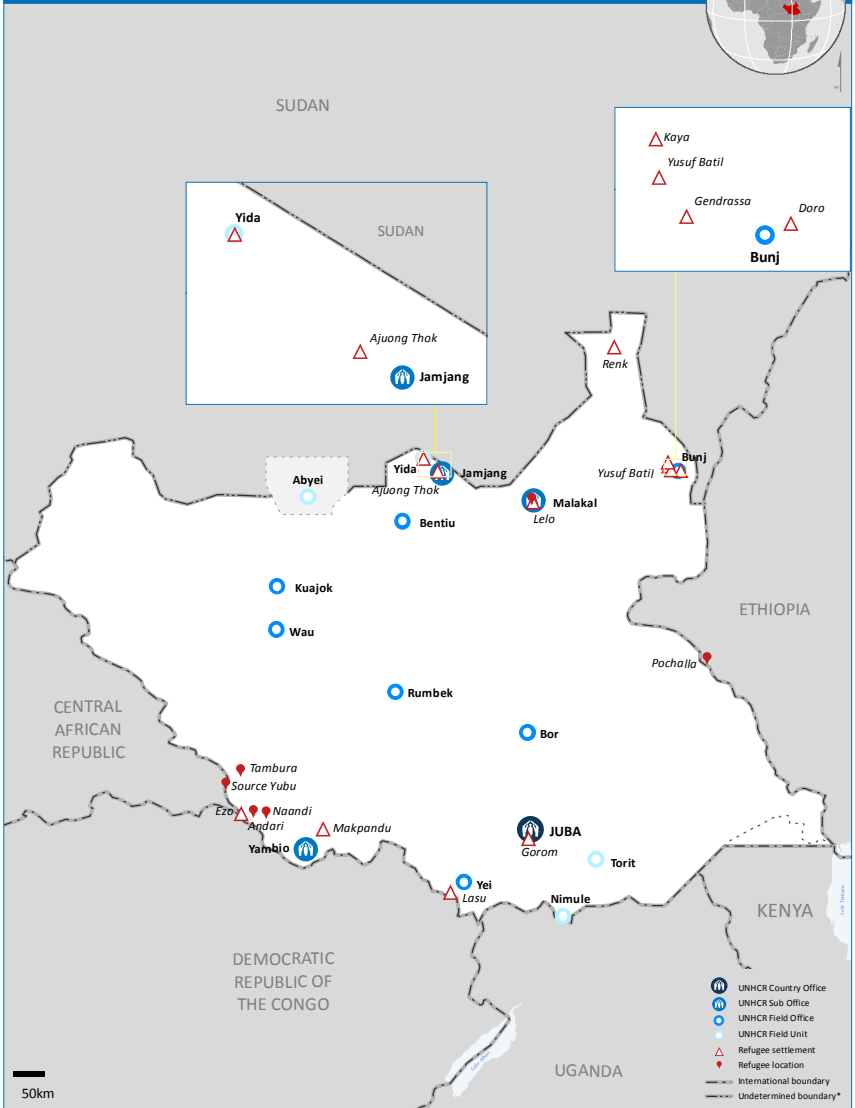 SUDAN
Kaya
Yusuf Batil
Gendrassa
Doro
Bunj
Yida
SUDAN
Ajuong Thok
Jamjang
Renk
Bunj
Yusuf Batil
Yida
Jamjang
Ajuong Thok
Abyei
Malakal
Lelo
Bentiu
Kuajok
ETHIOPIA
Wau
Pochalla
Rumbek
CENTRAL
AFRICAN
REPUBLIC
Bor
Tambura
Source Yubu
Ezo
Naandi
Andari
Makpandu
JUBA
Yambio
Gorom
Torit
Yei
Lasu
Nimule
KENYA
Lake Turkana
DEMOCRATIC
REPUBLIC OF
THE CONGO
UGANDA
UNHCR Country Office
UNHCR Sub Office
UNHCR Field Office
UNHCR Field Unit
Refugee settlement
Refugee location
International boundary
Undetermined boundary*
50km